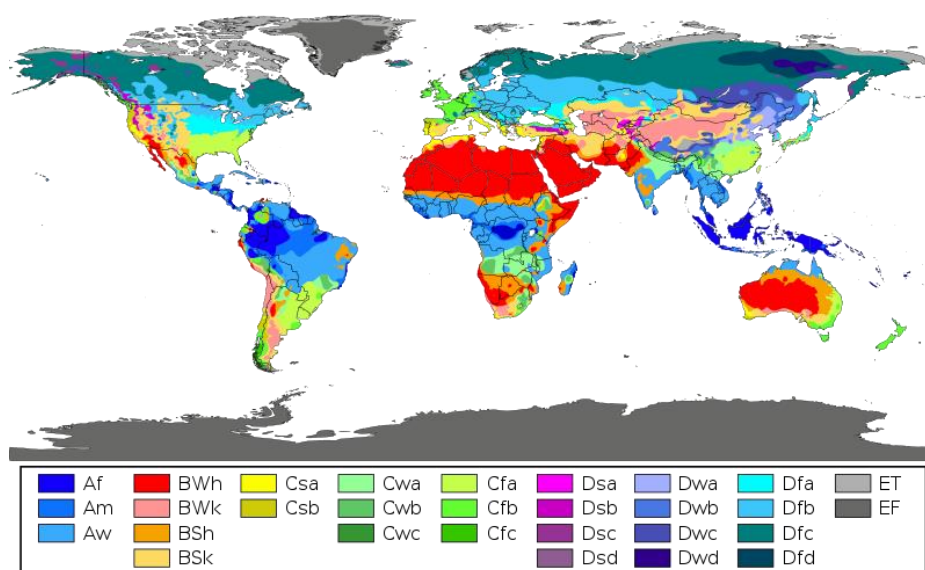 Af BWh Csa Cwa Cfa Dsa Dwa Dfa ET
Am BWk Csb Cwb Cfb Dsb Dwb Dfb EF
Aw BSh Cwc Cfc Dsc Dwc Dfc
BSk Dsd Dwd Dfd